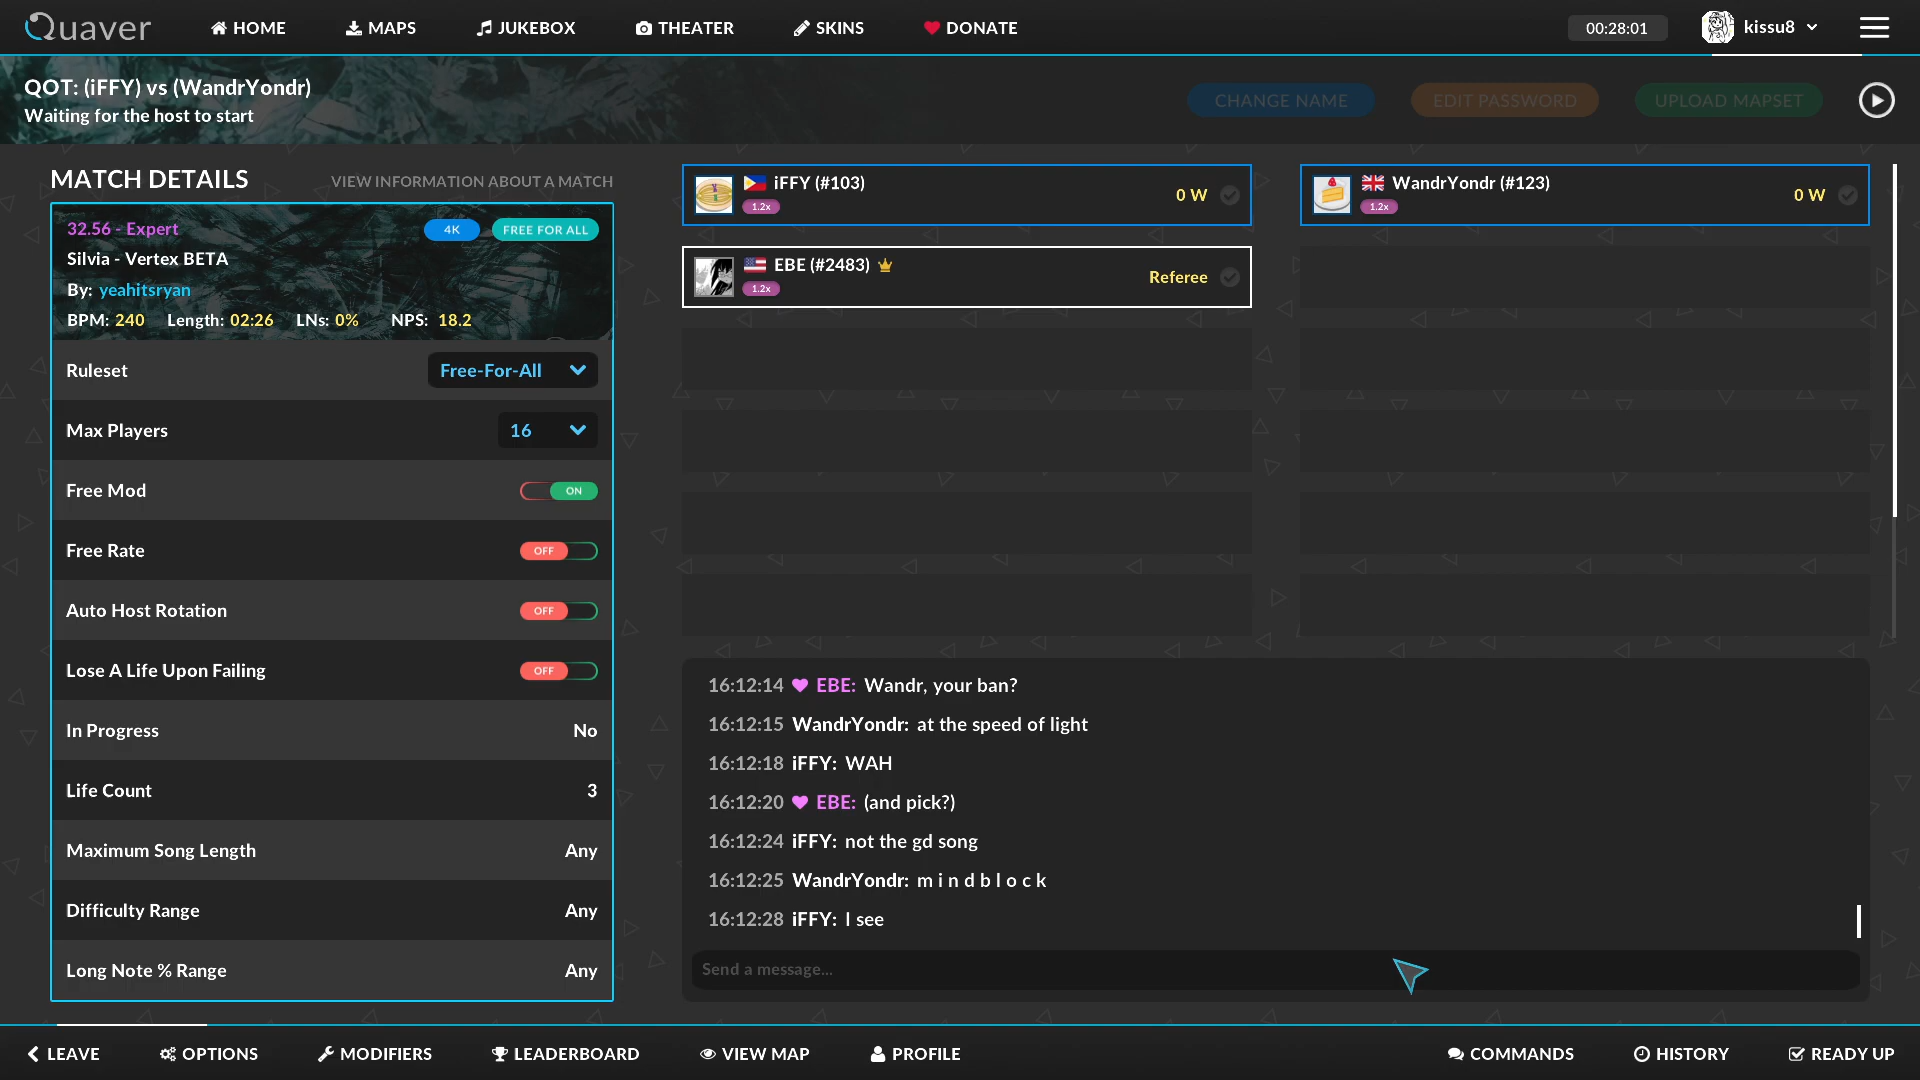 Quaver
HOME
MAPS
JUKEBOX
THEATER
SKINS
DONATE
00:28:01
kissu8
QOT: (iFFY) vs (WandrYondr)
Waiting for the host to start
CHANGE NAME
EDIT PASSWORD
UPLOAD MAPSET
MATCH DETAILS
VIEW INFORMATION ABOUT A MATCH
32.56 - Expert
4K
FREE FOR ALL
Silvia - Vertex BETA
By: yeahitsryan
BPM: 240 Length: 02:26 LNs: 0% NPS: 18.2
Ruleset
Free-For-All
Max Players
16
Free Mod
ON
Free Rate
OFF
Auto Host Rotation
OFF
Lose A Life Upon Failing
OFF
In Progress
No
Life Count
3
Maximum Song Length
Any
Difficulty Range
Any
Long Note % Range
Any
iFFY (#103)
1.2x
0 W
WandrYondr (#123)
1.2x
0 W
EBE (#2483)
1.2x
Referee
16:12:14 EBE: Wandr, your ban?
16:12:15 WandrYondr: at the speed of light
16:12:18 iFFY: WAH
16:12:20 EBE: (and pick?)
16:12:24 iFFY: not the gd song
16:12:25 WandrYondr: m i n d b l o c k
16:12:28 iFFY: I see
Send a message...
LEAVE
OPTIONS
MODIFIERS
LEADERBOARD
VIEW MAP
PROFILE
COMMANDS
HISTORY
READY UP